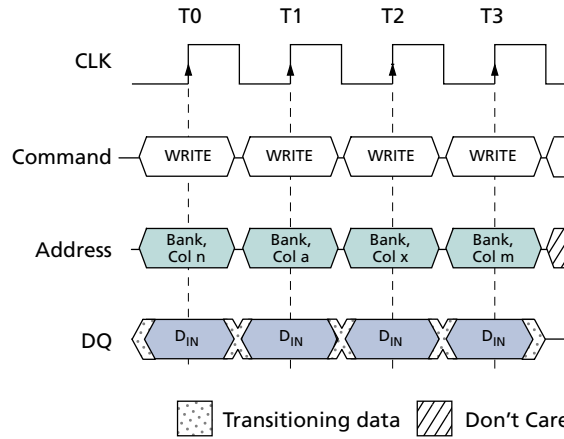 T0 T1 T2 T3
CLK
Command WRITE WRITE WRITE WRITE
Address Bank, Col n Bank, Col a Bank, Col x Bank, Col m
DQ DIN DIN DIN DIN
Transitioning data Don't Care